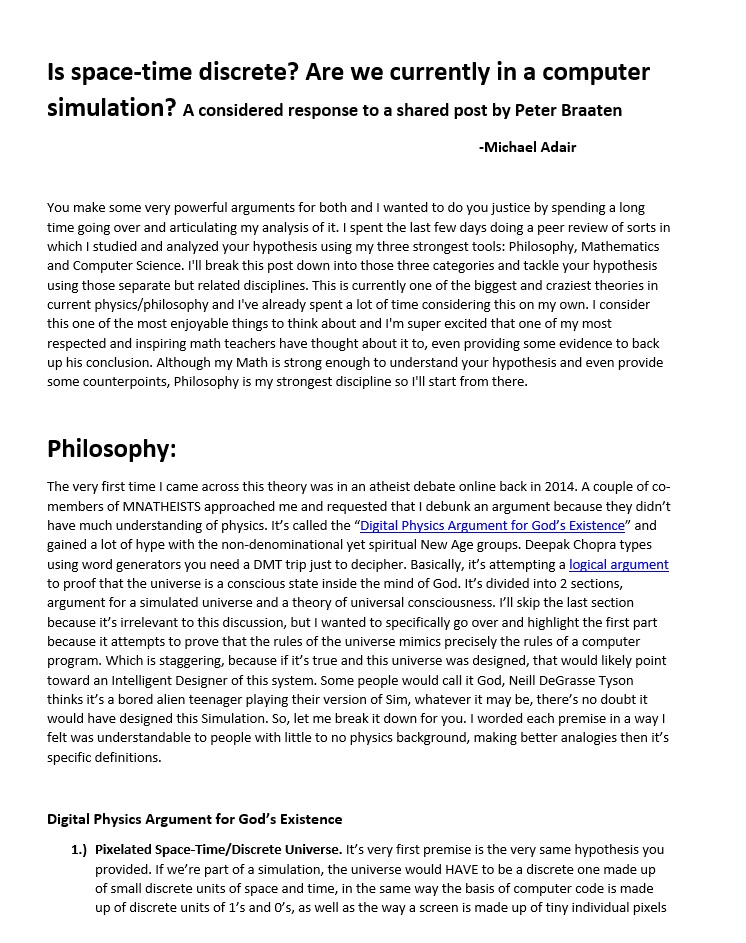 Is space-time discrete? Are we currently in a computer
simulation? A considered response to a shared post by Peter Braaten
-Michael Adair
You make some very powerful arguments for both and I wanted to do you justice by spending a long
time going over and articulating my analysis of it. I spent the last few days doing a peer review of sorts in
which I studied and analyzed your hypothesis using my three strongest tools: Philosophy, Mathematics
and Computer Science. I'll break this post down into those three categories and tackle your hypothesis
using those separate but related disciplines. This is currently one of the biggest and craziest theories in
current physics/philosophy and I've already spent a lot of time considering this on my own. I consider
this one of the most enjoyable things to think about and I'm super excited that one of my most
respected and inspiring math teachers have thought about it to, even providing some evidence to back
up his conclusion. Although my Math is strong enough to understand your hypothesis and even provide
some counterpoints, Philosophy is my strongest discipline so I'll start from there.
Philosophy:
The very first time I came across this theory was in an atheist debate online back in 2014. A couple of co-
members of MNATHEISTS approached me and requested that I debunk an argument because they didn’t
have much understanding of physics. It’s called the “Digital Physics Argument for God’s Existence” and
gained a lot of hype with the non-denominational yet spiritual New Age groups. Deepak Chopra types
using word generators you need a DMT trip just to decipher. Basically, it’s attempting a logical argument
to proof that the universe is a conscious state inside the mind of God. It’s divided into 2 sections,
argument for a simulated universe and a theory of universal consciousness. I’ll skip the last section
because it’s irrelevant to this discussion, but I wanted to specifically go over and highlight the first part
because it attempts to prove that the rules of the universe mimics precisely the rules of a computer
program. Which is staggering, because if it’s true and this universe was designed, that would likely point
toward an Intelligent Designer of this system. Some people would call it God, Neill DeGrasse Tyson
thinks it’s a bored alien teenager playing their version of Sim, whatever it may be, there’s no doubt it
would have designed this Simulation. So, let me break it down for you. I worded each premise in a way I
felt was understandable to people with little to no physics background, making better analogies then it’s
specific definitions.
Digital Physics Argument for God’s Existence
1.) Pixelated Space-Time/Discrete Universe. It’s very first premise is the very same hypothesis you
provided. If we’re part of a simulation, the universe would HAVE to be a discrete one made up
of small discrete units of space and time, in the same way the basis of computer code is made
up of discrete units of 1’s and 0’s, as well as the way a screen is made up of tiny individual pixels